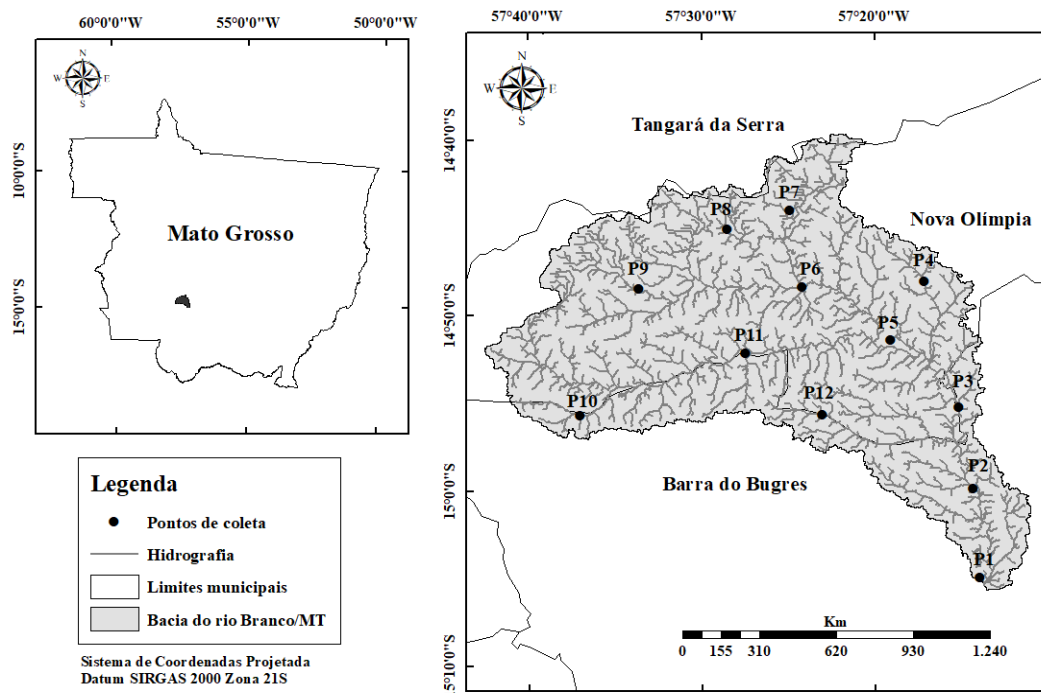 60°0'0"W 55°0'0"W 50°0'0"W
N
W E
S
10°0'0"S
15°0'0"S
Mato Grosso
Legenda
Pontos de coleta
Hidrografia
Limites municipais
Bacia do rio Branco/MT
Sistema de Coordenadas Projetada
Datum SIRGAS 2000 Zona 21S
57°40'0"W 57°30'0"W 57°20'0"W
N
W E
S
14°40'0"S
14°50'0"S
15°0'0"S
15°10'0"S
Tangará da Serra
Nova Olímpia
Barra do Bugres
P7
P8
P4
P9
P6
P5
P11
P3
P10
P12
P2
P1
Km
0 155 310 620 930 1.240